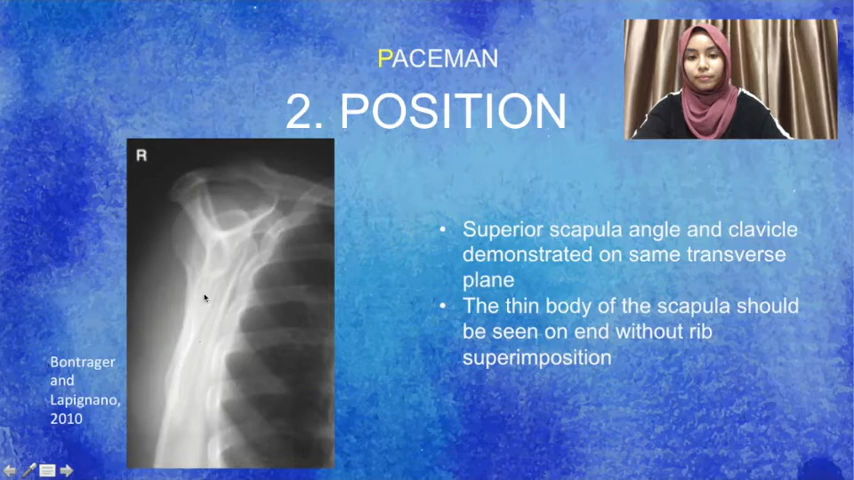 PACEMAN
2. POSITION
R
• Superior scapula angle and clavicle
demonstrated on same transverse
plane
• The thin body of the scapula should
be seen on end without rib
superimposition
Bontrager
and
Lapignano,
2010